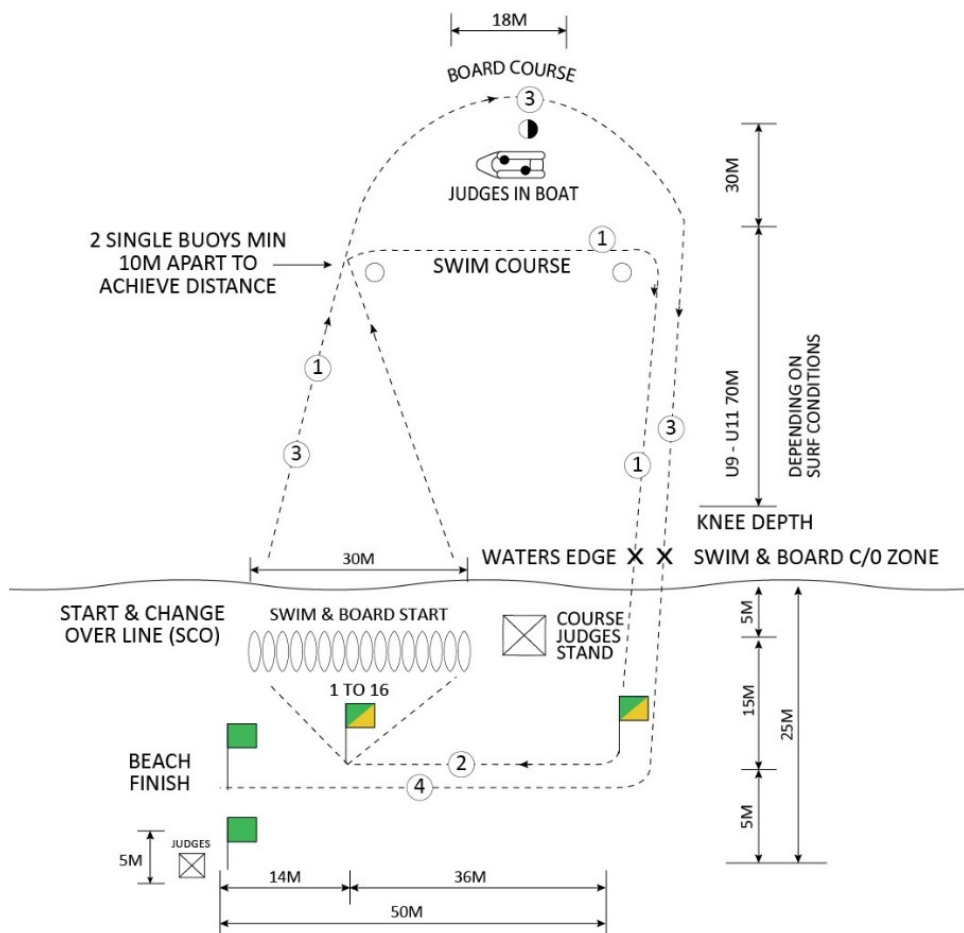 18M
BOARD COURSE
3
JUDGES IN BOAT
30M
2 SINGLE BUOYS MIN
10M APART TO
ACHIEVE DISTANCE
1
SWIM COURSE
1
3
3
1
U9 - U11 70M
DEPENDING ON
SURF CONDITIONS
KNEE DEPTH
30M
WATERS EDGE X X SWIM & BOARD C/0 ZONE
START & CHANGE
OVER LINE (SCO)
SWIM & BOARD START
COURSE
JUDGES
STAND
5M
1 TO 16
15M
25M
BEACH
FINISH
2
4
5M
5M
JUDGES
14M
36M
50M